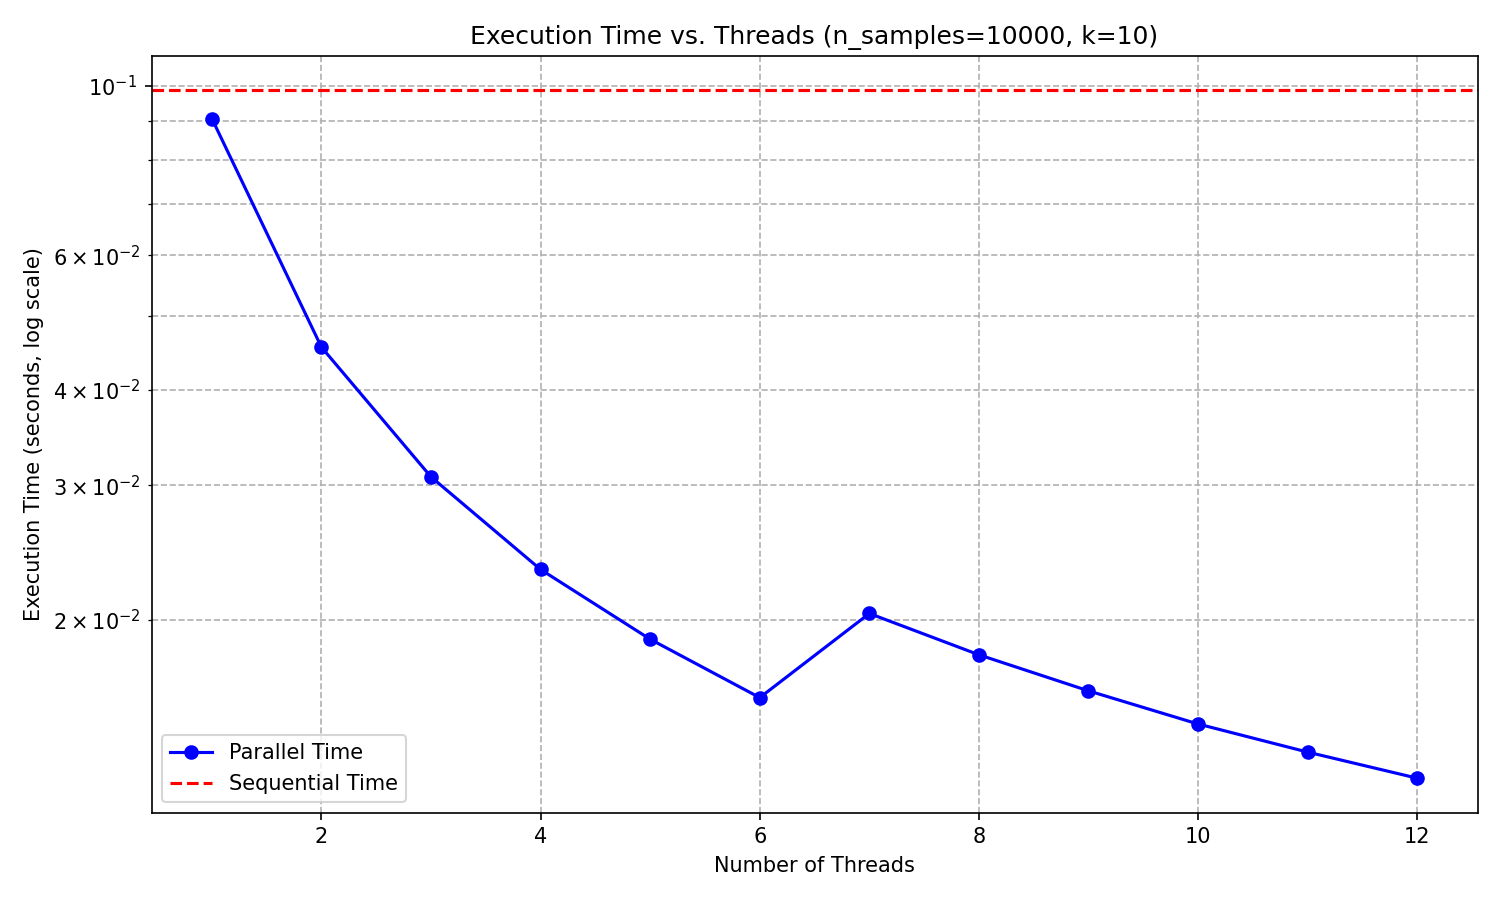 Execution Time vs. Threads (n_samples=10000, k=10)
Execution Time (seconds, log scale)
10⁻¹
6 × 10⁻²
4 × 10⁻²
3 × 10⁻²
2 × 10⁻²
Parallel Time
Sequential Time
2 4 6 8 10 12
Number of Threads